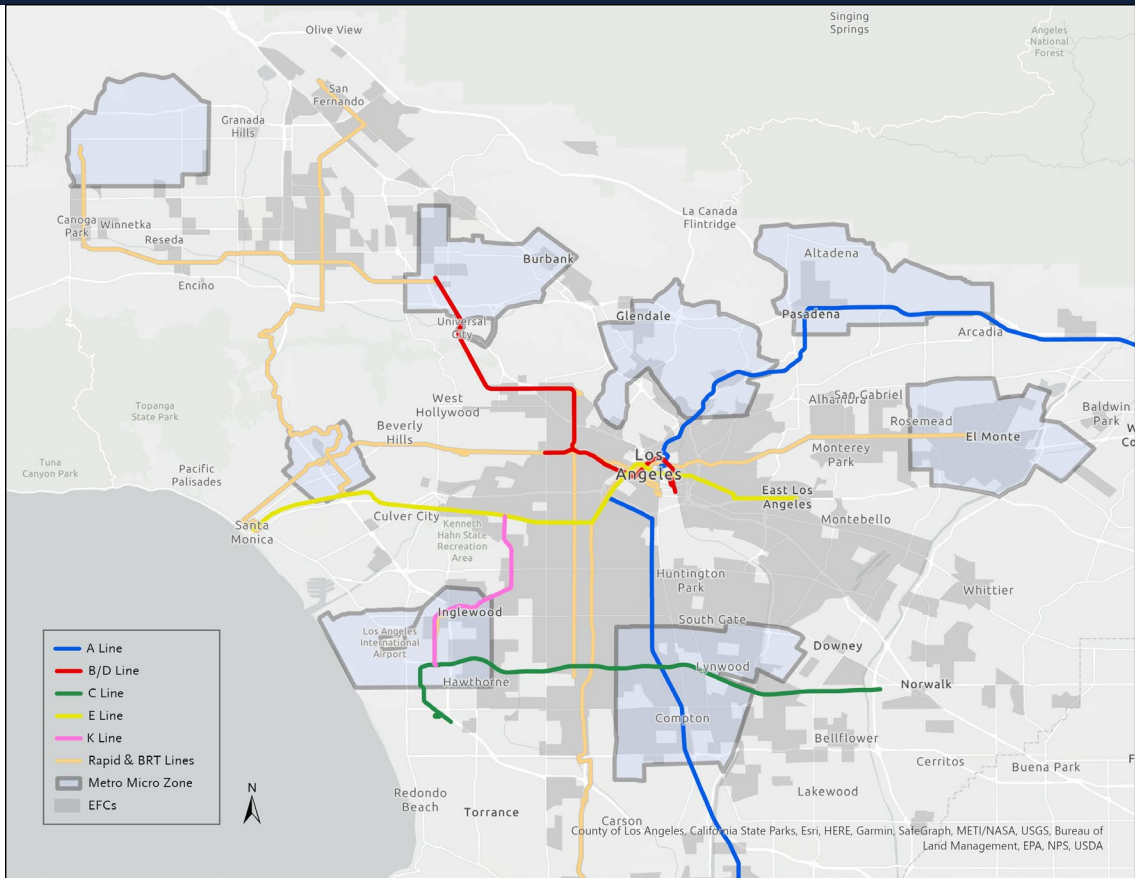 Singing
Springs
Olive View
Angeles
National
Forest
San
Fernando
Granada
Hills
La Canada
Flintridge
Canoga
Park
Winnetka
Reseda
Burbank
Altadena
Encino
Universal
City
Glendale
Pasadena
Arcadia
West
Hollywood
San Gabriel
Alhambra
Topanga
State Park
Beverly
Hills
Rosemead
Baldwin
Park
El Monte
W
Co
Los
Angeles
Monterey
Park
Tuna
Canyon Park
Pacific
Palisades
East Los
Angeles
Culver City
Santa
Monica
Kenneth
Hahn State
Recreation
Area
Montebello
Huntington
Park
Whittier
Inglewood
South Gate
Los Angeles
International
Airport
Downey
Lynwood
Hawthorne
Norwalk
Compton
Bellflower
Cerritos
Buena Park
F
Redondo
Beach
Torrance
Lakewood
Carson
A Line
B/D Line
C Line
E Line
K Line
Rapid & BRT Lines
Metro Micro Zone
EFCs
N
County of Los Angeles, California State Parks, Esri, HERE, Garmin, SafeGraph, METI/NASA, USGS, Bureau of
Land Management, EPA, NPS, USDA